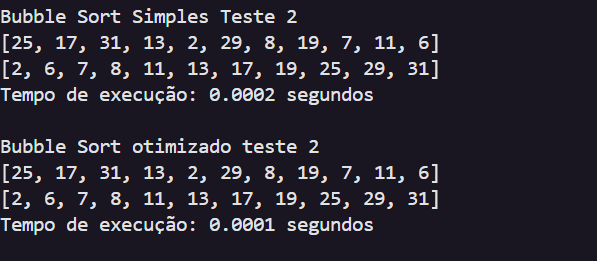 Bubble Sort Simples Teste 2
[25, 17, 31, 13, 2, 29, 8, 19, 7, 11, 6]
[2, 6, 7, 8, 11, 13, 17, 19, 25, 29, 31]
Tempo de execução: 0.0002 segundos
Bubble Sort otimizado teste 2
[25, 17, 31, 13, 2, 29, 8, 19, 7, 11, 6]
[2, 6, 7, 8, 11, 13, 17, 19, 25, 29, 31]
Tempo de execução: 0.0001 segundos